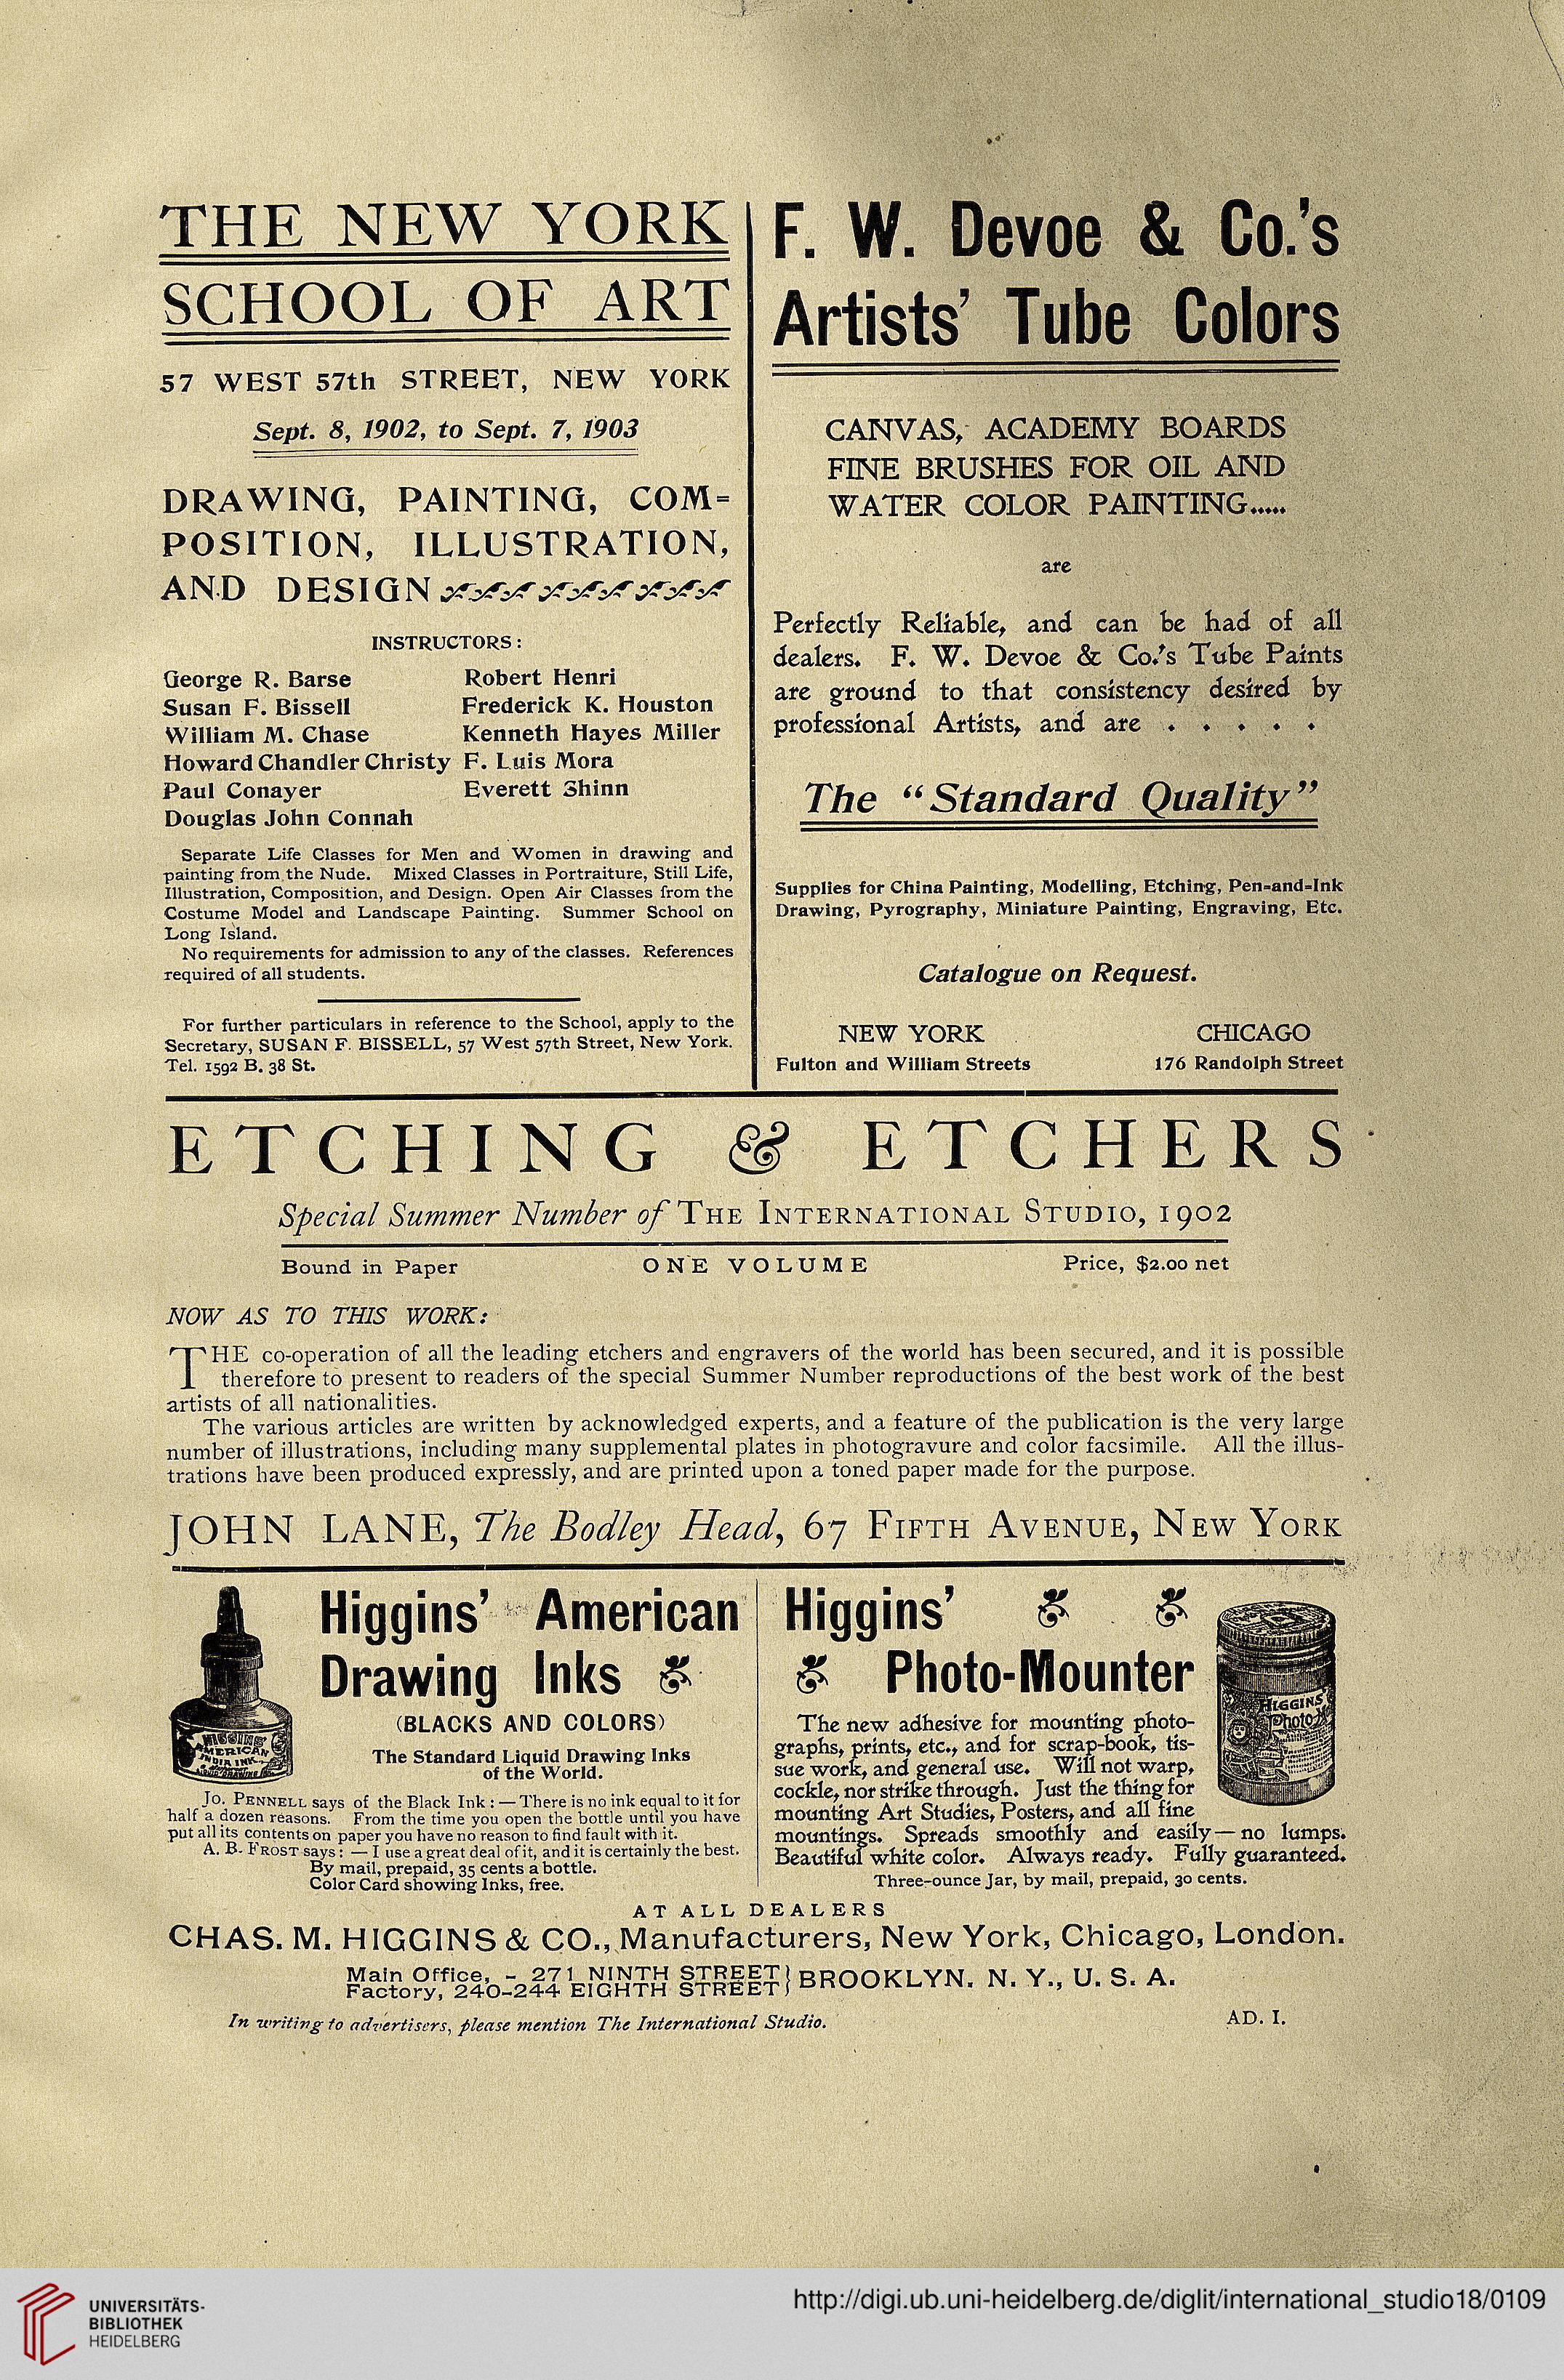 THE NEW YORK
SCHOOL OF ART
57 WEST 57th STREET, NEW YORK
Sept. 8, 1902, to Sept. 7, 1903
DRAWING, PAINTING, COM=
POSITION, ILLUSTRATION,
AND DESIGN
INSTRUCTORS:
George R. Barse Robert Henri
Susan F. Bissell Frederick K. Houston
William M. Chase Kenneth Hayes Miller
Howard Chandler Christy F. Luis Mora
Paul Conayer Everett Shinn
Douglas John Connah
Separate Life Classes for Men and Women in drawing and
painting from the Nude. Mixed Classes in Portraiture, Still Life,
Illustration, Composition, and Design. Open Air Classes from the
Costume Model and Landscape Painting. Summer School on
Long Island.
No requirements for admission to any of the classes. References
required of all students.
For further particulars in reference to the School, apply to the
Secretary, SUSAN F. BISSELL, 57 West 57th Street, New York.
Tel. 1592 B. 38 St.
F. W. Devoe & Co.'s
Artists' Tube Colors
CANVAS, ACADEMY BOARDS
FINE BRUSHES FOR OIL AND
WATER COLOR PAINTING.....
are
Perfectly Reliable, and can be had of all
dealers. F. W. Devoe & Co.'s Tube Paints
are ground to that consistency desired by
professional Artists, and are . . . . .
The "Standard Quality"
Supplies for China Painting, Modelling, Etching, Pen-and-Ink
Drawing, Pyrography, Miniature Painting, Engraving, Etc.
Catalogue on Request.
NEW YORK CHICAGO
Fulton and William Streets 176 Randolph Street
ETCHING & ETCHERS
Special Summer Number of THE INTERNATIONAL STUDIO, 1902
Bound in Paper ONE VOLUME Price, $2.00 net
NOW AS TO THIS WORK:
THE co-operation of all the leading etchers and engravers of the world has been secured, and it is possible
therefore to present to readers of the special Summer Number reproductions of the best work of the best
artists of all nationalities.
The various articles are written by acknowledged experts, and a feature of the publication is the very large
number of illustrations, including many supplemental plates in photogravure and color facsimile. All the illus-
trations have been produced expressly, and are printed upon a toned paper made for the purpose.
JOHN LANE, The Bodley Head, 67 FIFTH AVENUE, NEW YORK
Higgins' American
Drawing Inks
(BLACKS AND COLORS)
The Standard Liquid Drawing Inks
of the World.
JO. PENNELL says of the Black Ink:—There is no ink equal to it for
half a dozen reasons. From the time you open the bottle until you have
put all its contents on paper you have no reason to find fault with it.
A. B. FROST says:—I use a great deal of it, and it is certainly the best.
By mail, prepaid, 35 cents a bottle.
Color Card showing Inks, free.
HIGGINS'
AMERICAN
INDIA INK
Higgins'
Photo-Mounter
The new adhesive for mounting photo-
graphs, prints, etc., and for scrap-book, tis-
sue work, and general use. Will not warp,
cockle, nor strike through. Just the thing for
mounting Art Studies, Posters, and all fine
mountings. Spreads smoothly and easily—no lumps.
Beautiful white color. Always ready. Fully guaranteed.
Three-ounce Jar, by mail, prepaid, 30 cents.
HIGGINS'
Photo-M
AT ALL DEALERS
CHAS. M. HIGGINS & CO., Manufacturers, New York, Chicago, London.
Main Office, - 271 NINTH STREET
Factory, 240-244 EIGHTH STREET } BROOKLYN. N. Y., U. S. A.
In writing to advertisers, please mention The International Studio.
AD. I.
UNIVERSITÄTS-
BIBLIOTHEK
HEIDELBERG
http://digi.ub.uni-heidelberg.de/diglit/international_studio18/0109